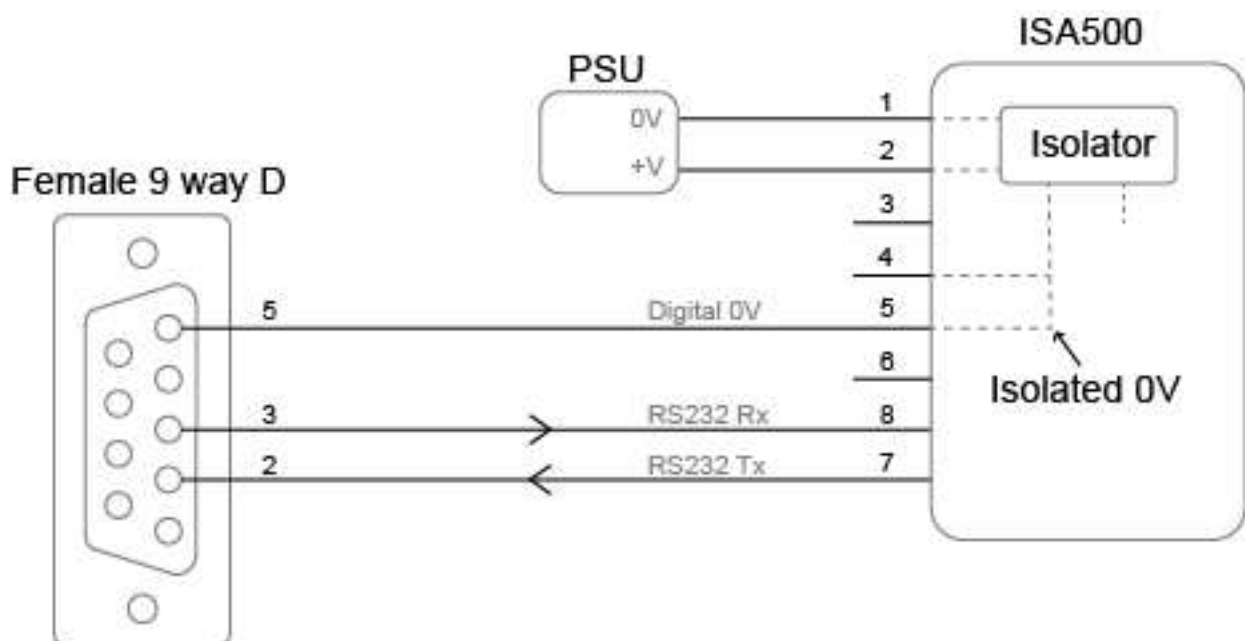 ISA500
PSU
0V
+V
1
2
Isolator
3
4
Female 9 way D
5
Digital 0V
5
6
Isolated 0V
3
RS232 Rx
8
2
RS232 Tx
7